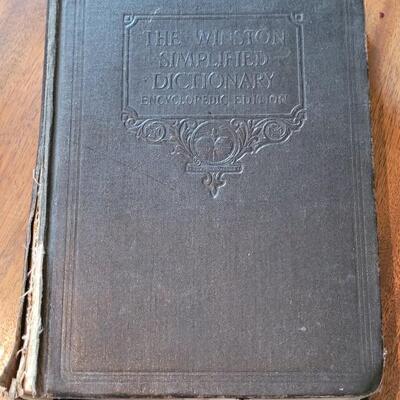 THE WINSTON
SIMPLIFIED
DICTIONARY
ENCYCLOPEDIC EDITION